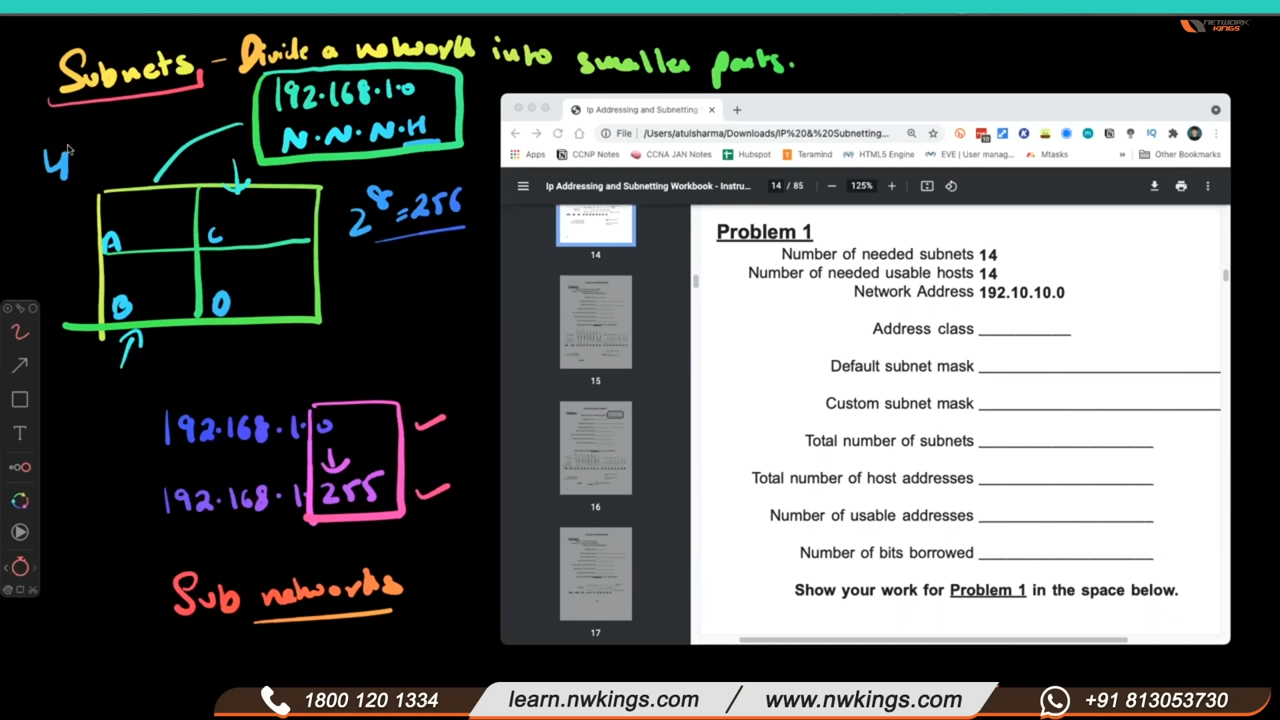 NETWORK
KINGS
Subnets - Divide a network into smaller parts.
192.168.1.0
N.N.N.H
4
2^8=256
A
C
B
D
192.168.1.0
192.168.1.255
Sub networks
Ip Addressing and Subnetting
File
/Users/atulsharma/Downloads/IP%20&%20Subnetting...
Apps
CCNP Notes
CCNA JAN Notes
Hubspot
Teramind
HTML5 Engine
EVE | User manag...
Mtasks
Other Bookmarks
Ip Addressing and Subnetting Workbook - Instru...
14 / 85
125%
14
15
16
17
Problem 1
Number of needed subnets 14
Number of needed usable hosts 14
Network Address 192.10.10.0
Address class
Default subnet mask
Custom subnet mask
Total number of subnets
Total number of host addresses
Number of usable addresses
Number of bits borrowed
Show your work for Problem 1 in the space below.
1800 120 1334
learn.nwkings.com / www.nwkings.com
+91 813053730